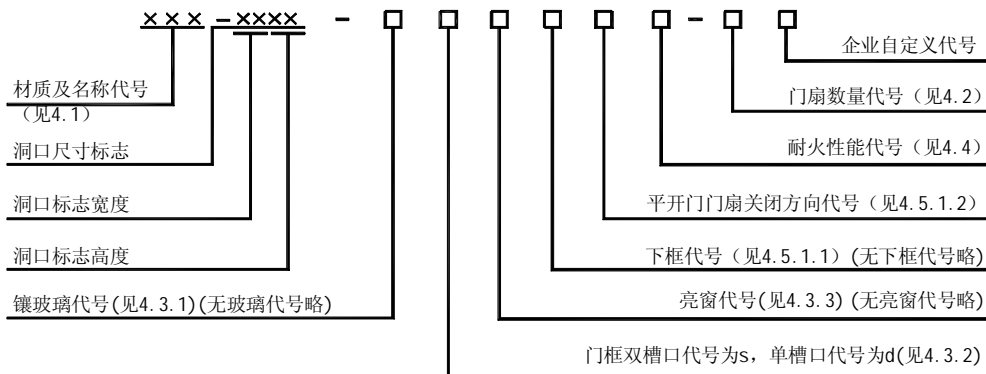 ×××-××××-□□□□□□-□□
企业自定义代号
材质及名称代号
（见4.1）
门扇数量代号（见4.2）
洞口尺寸标志
耐火性能代号（见4.4）
洞口标志宽度
平开门门扇关闭方向代号（见4.5.1.2）
洞口标志高度
下框代号（见4.5.1.1）(无下框代号略)
镶玻璃代号(见4.3.1)(无玻璃代号略)
亮窗代号(见4.3.3) (无亮窗代号略)
门框双槽口代号为s，单槽口代号为d(见4.3.2)